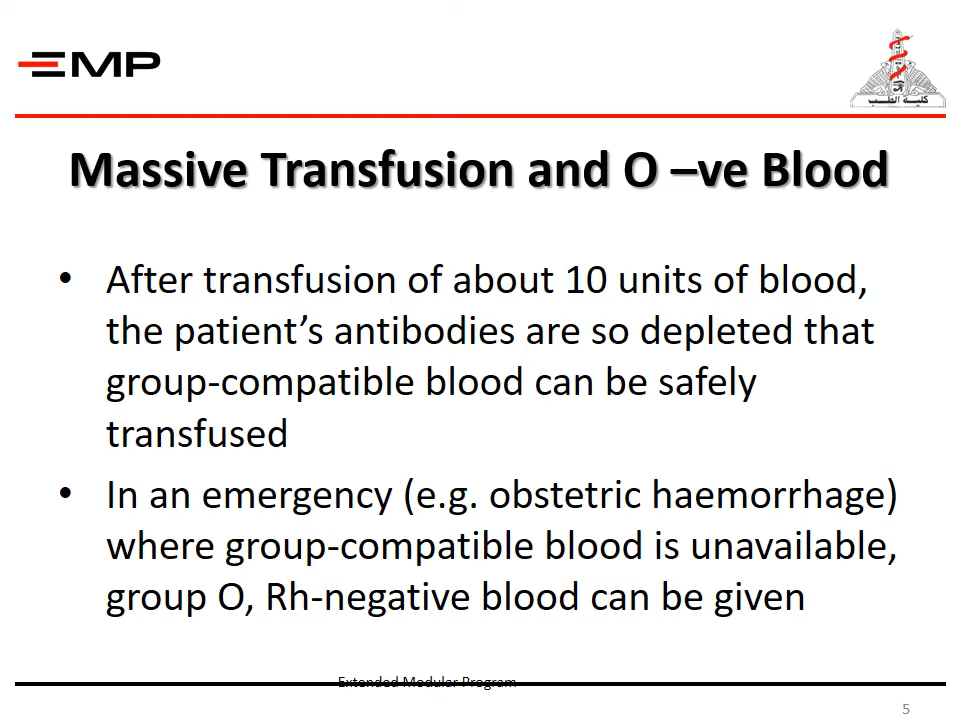 EMP
كلية الطب
Massive Transfusion and O –ve Blood
• After transfusion of about 10 units of blood,
the patient’s antibodies are so depleted that
group-compatible blood can be safely
transfused
• In an emergency (e.g. obstetric haemorrhage)
where group-compatible blood is unavailable,
group O, Rh-negative blood can be given
Extended Modular Program
5